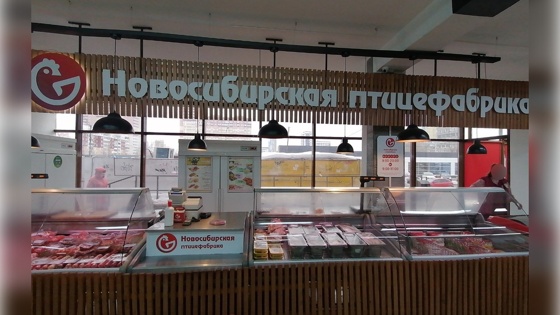 Новосибирская птицефабрика
Новосибирская
птицефабрика